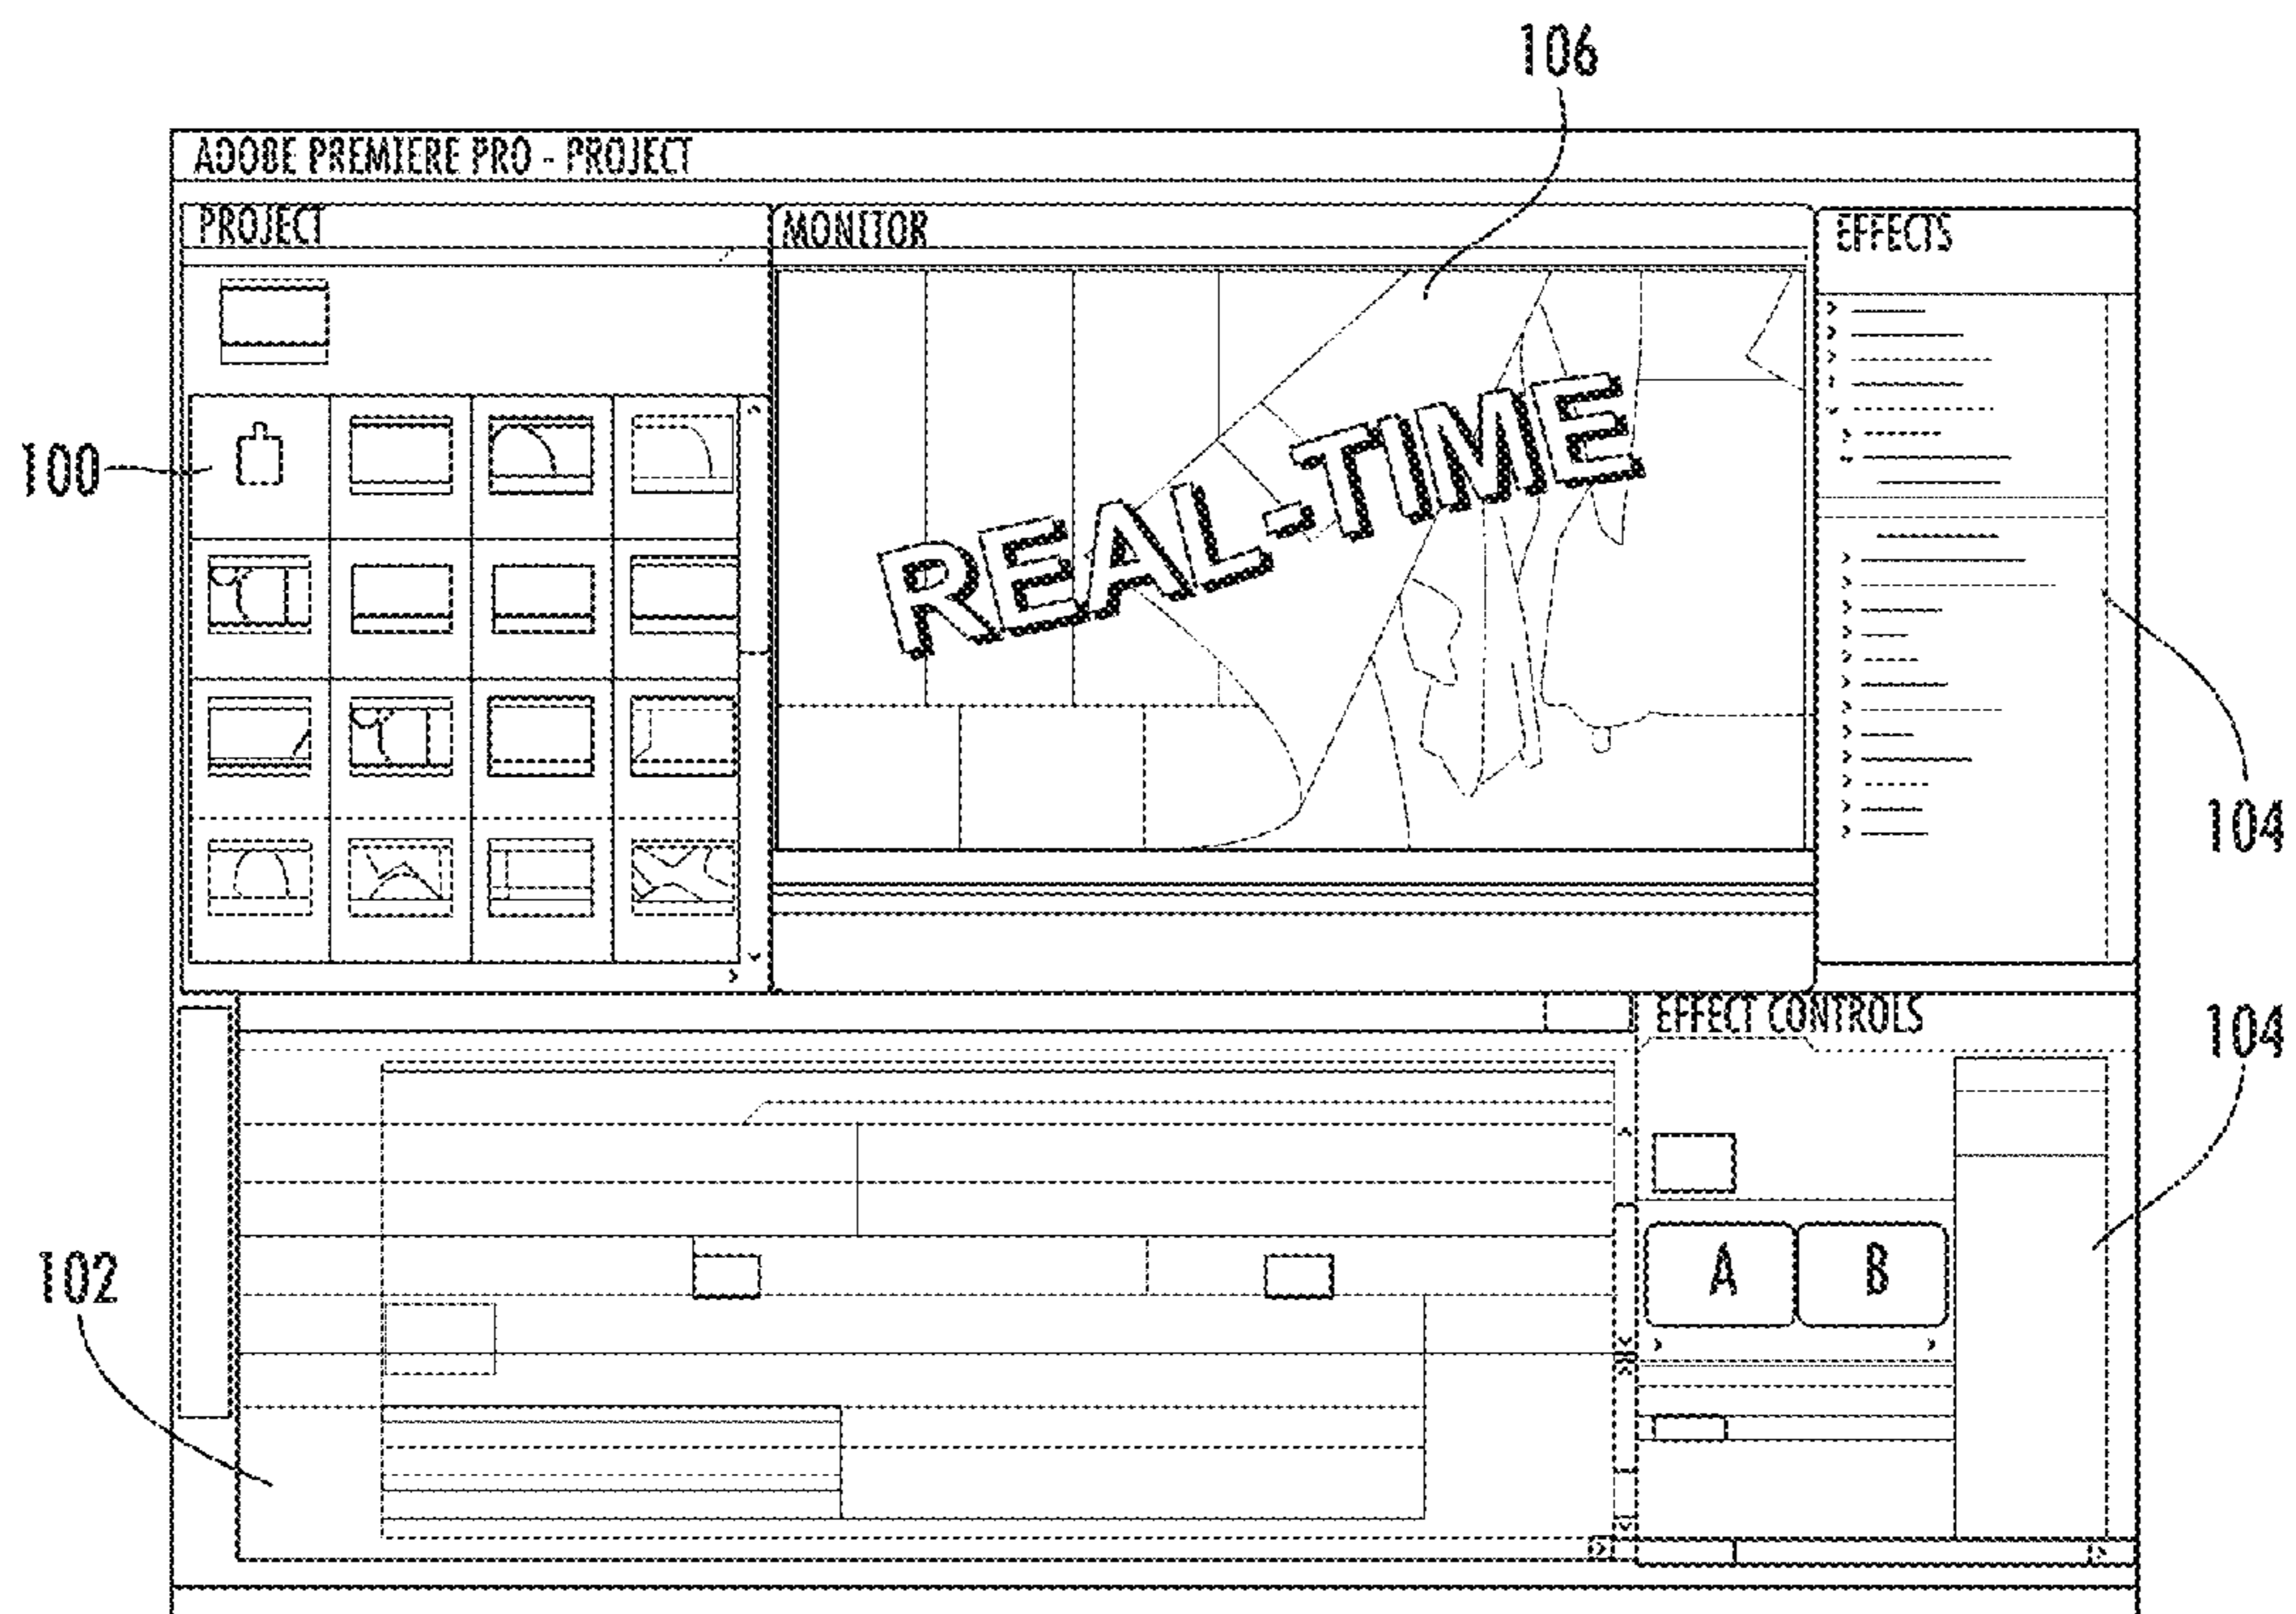 106
ADOBE PREMIERE PRO - PROJECT
PROJECT
MONITOR
EFFECTS
100
REAL-TIME
104
EFFECT CONTROLS
104
102
A
B